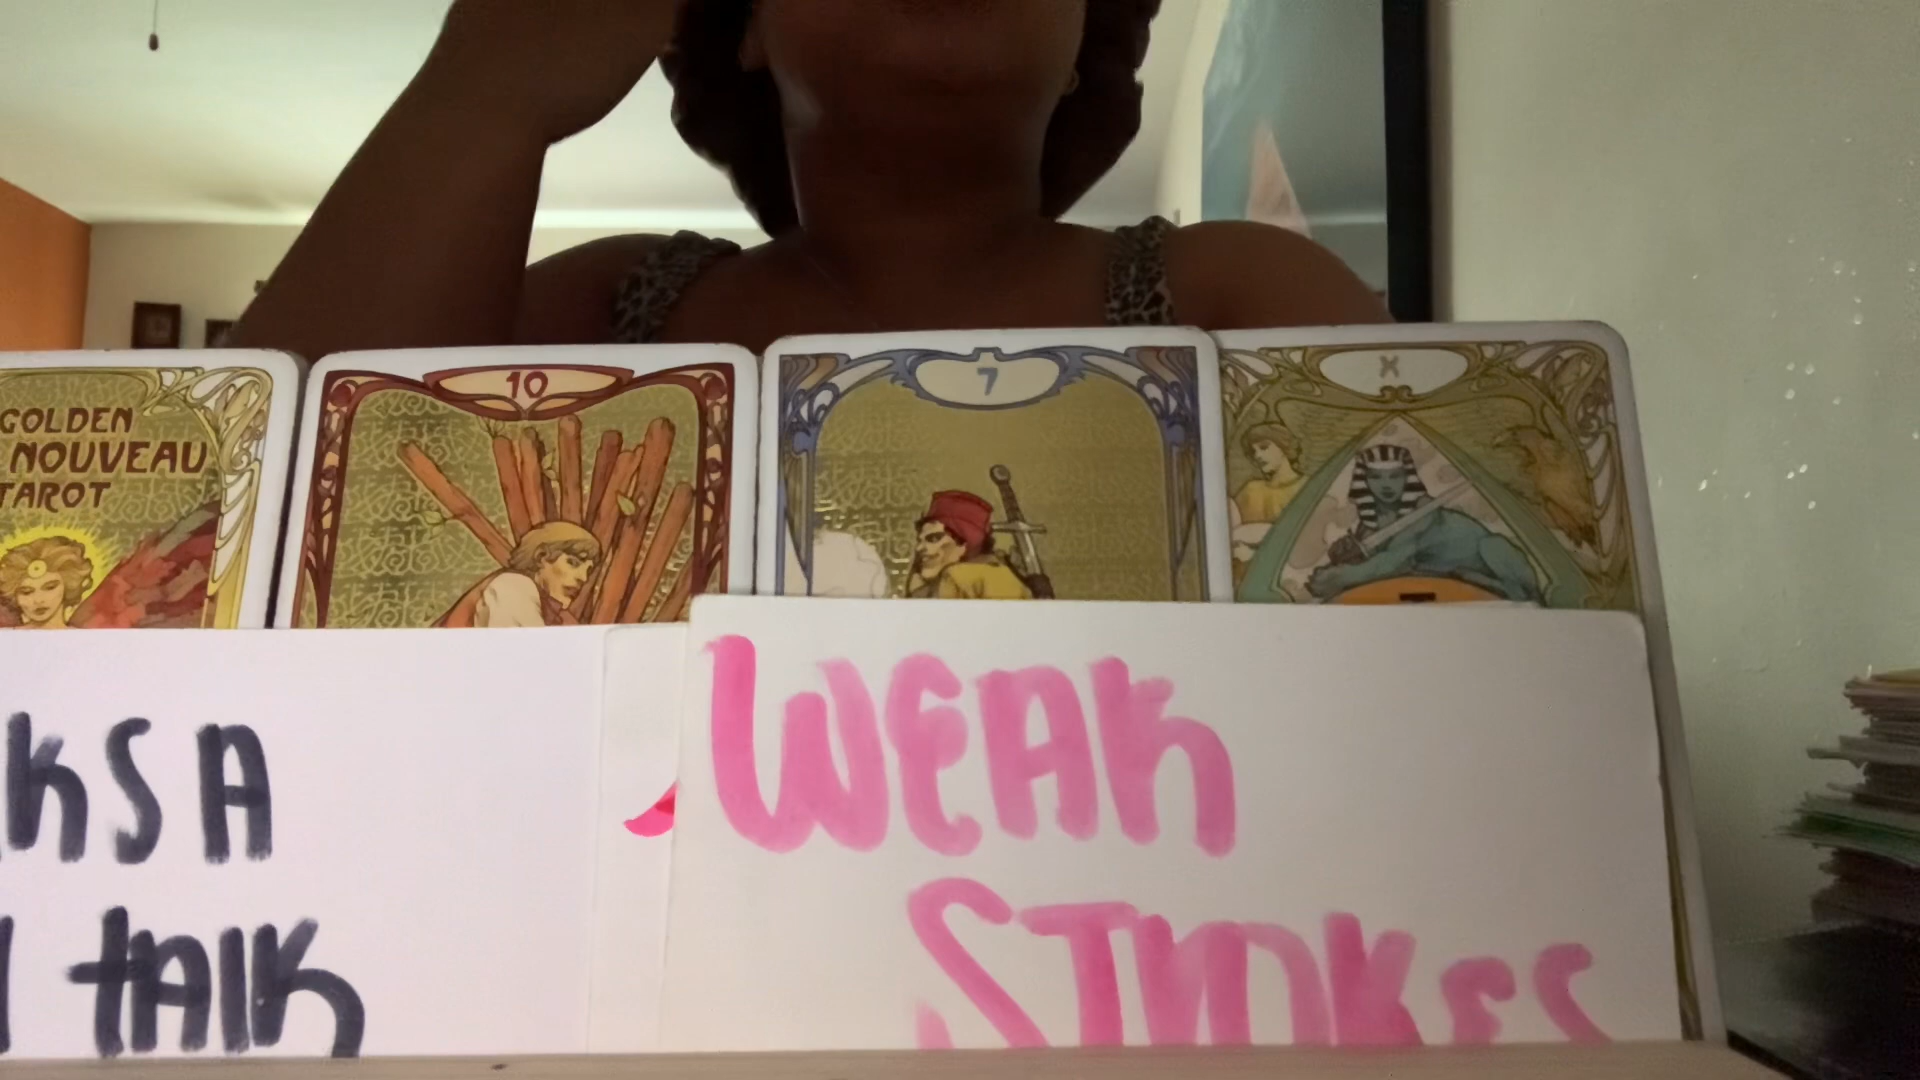 GOLDEN
NOUVEAU
TAROT
10
7
X
KS A
TALK
WEAK
STROKES